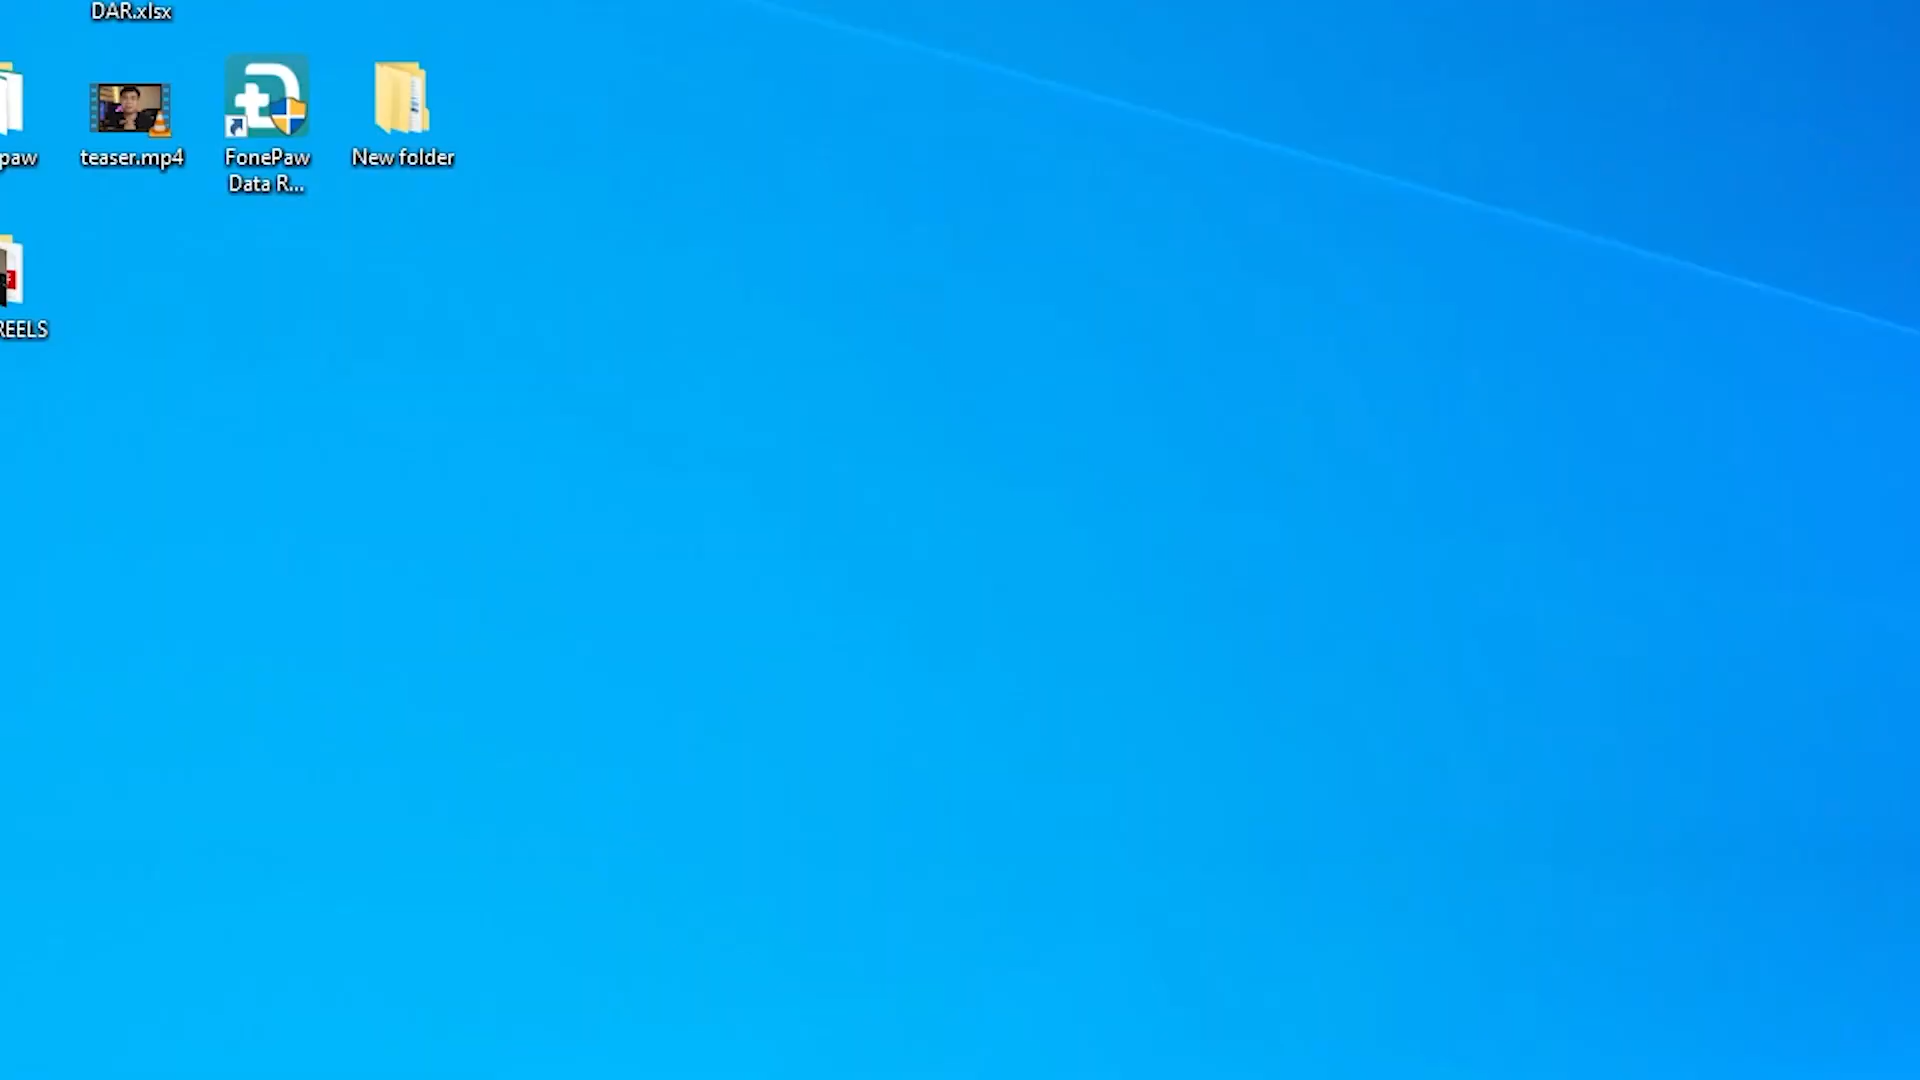 DAR.xlsx
paw
teaser.mp4
FonePaw
Data R...
New folder
REELS